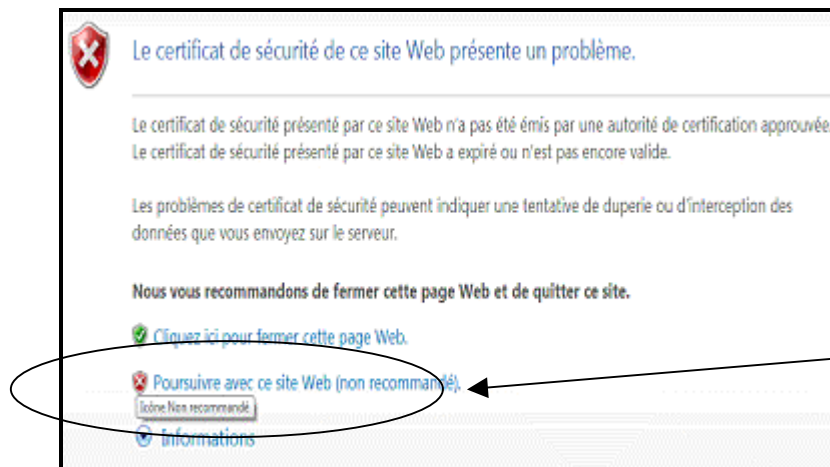 Le certificat de sécurité de ce site Web présente un problème.
Le certificat de sécurité présenté par ce site Web n'a pas été émis par une autorité de certification approuvée.
Le certificat de sécurité présenté par ce site Web a expiré ou n'est pas encore valide.
Les problèmes de certificat de sécurité peuvent indiquer une tentative de duperie ou d'interception des
données que vous envoyez sur le serveur.
Nous vous recommandons de fermer cette page Web et de quitter ce site.
Cliquez ici pour fermer cette page Web.
Poursuivre avec ce site Web (non recommandé).
Icône Non recommandé
Informations